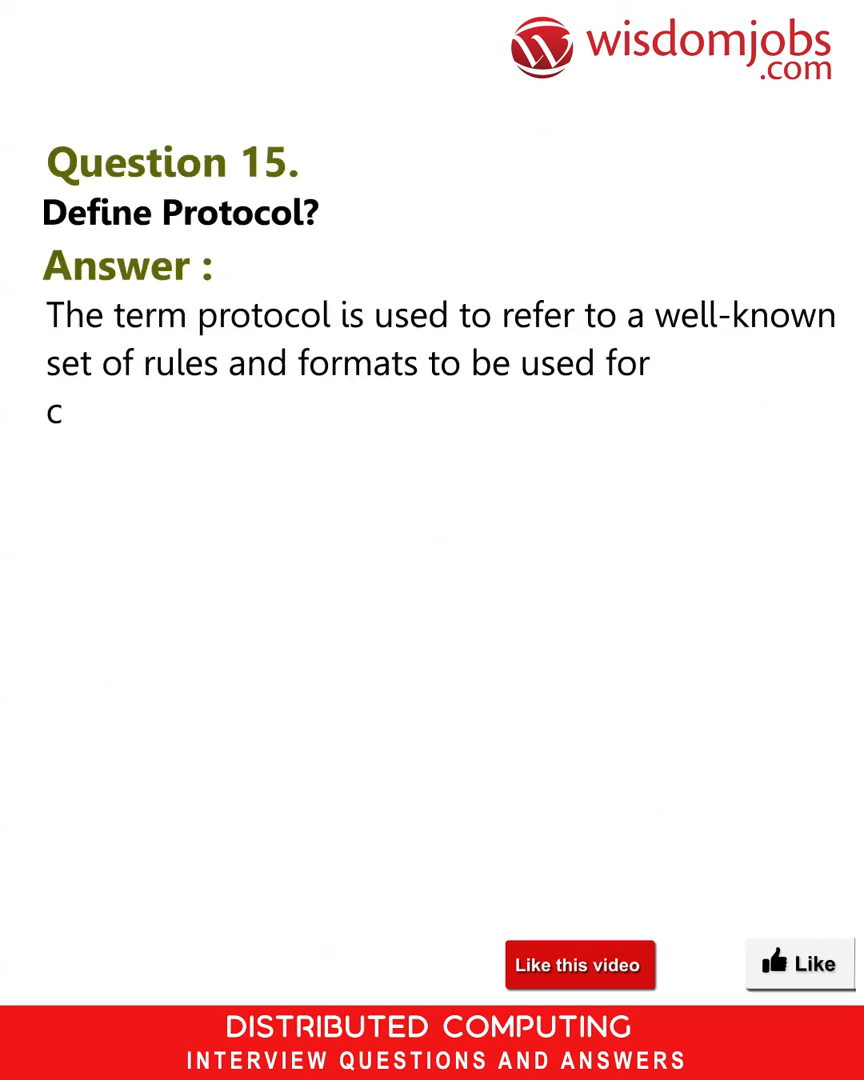 wisdomjobs
.com
Question 15.
Define Protocol?
Answer :
The term protocol is used to refer to a well-known
set of rules and formats to be used for
c
Like this video
Like
DISTRIBUTED COMPUTING
INTERVIEW QUESTIONS AND ANSWERS